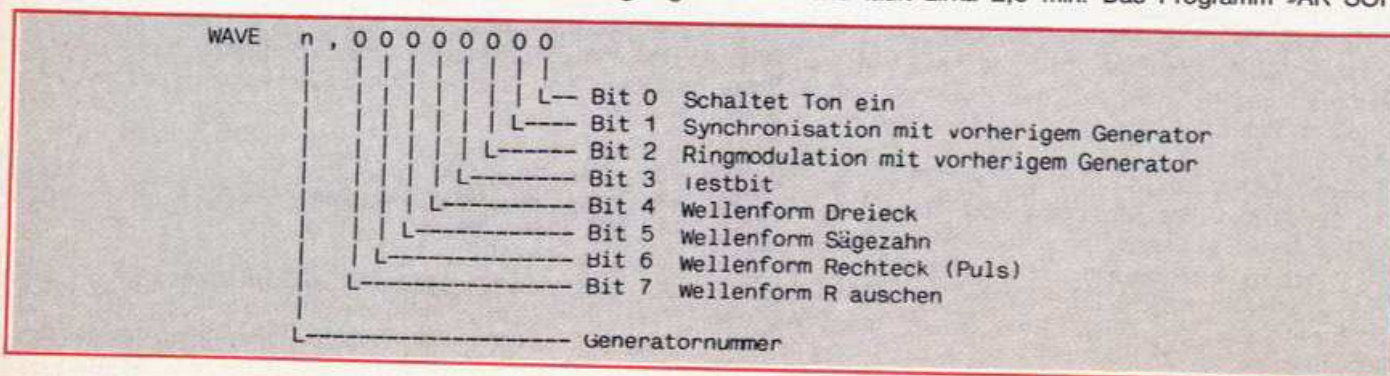 WAVE n , 0 0 0 0 0 0 0 0
Bit 0 Schaltet Ton ein
Bit 1 Synchronisation mit vorherigem Generator
Bit 2 Ringmodulation mit vorherigem Generator
Bit 3 Testbit
Bit 4 Wellenform Dreieck
Bit 5 Wellenform Sägezahn
Bit 6 Wellenform Rechteck (Puls)
Bit 7 Wellenform R auschen
Generatornummer